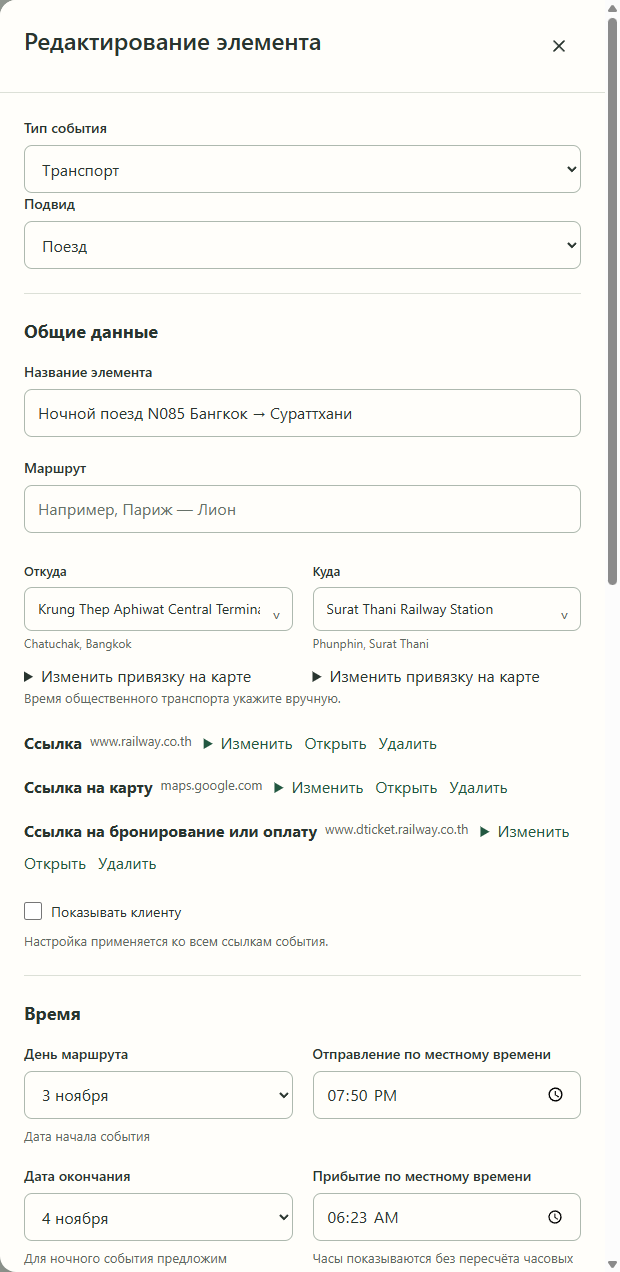 Редактирование элемента
Тип события
Транспорт
Подвид
Поезд
Общие данные
Название элемента
Ночной поезд N085 Бангкок → Сураттхани
Маршрут
Например, Париж — Лион
Откуда Куда
Krung Thep Aphiwat Central Termina Surat Thani Railway Station
Chatuchak, Bangkok Phunphin, Surat Thani
▶ Изменить привязку на карте ▶ Изменить привязку на карте
Время общественного транспорта укажите вручную.
Ссылка www.railway.co.th ▶ Изменить Открыть Удалить
Ссылка на карту maps.google.com ▶ Изменить Открыть Удалить
Ссылка на бронирование или оплату www.dticket.railway.co.th ▶ Изменить
Открыть Удалить
Показывать клиенту
Настройка применяется ко всем ссылкам события.
Время
День маршрута Отправление по местному времени
3 ноября 07:50 PM
Дата начала события
Дата окончания Прибытие по местному времени
4 ноября 06:23 AM
Для ночного события предложим Часы показываются без пересчёта часовых